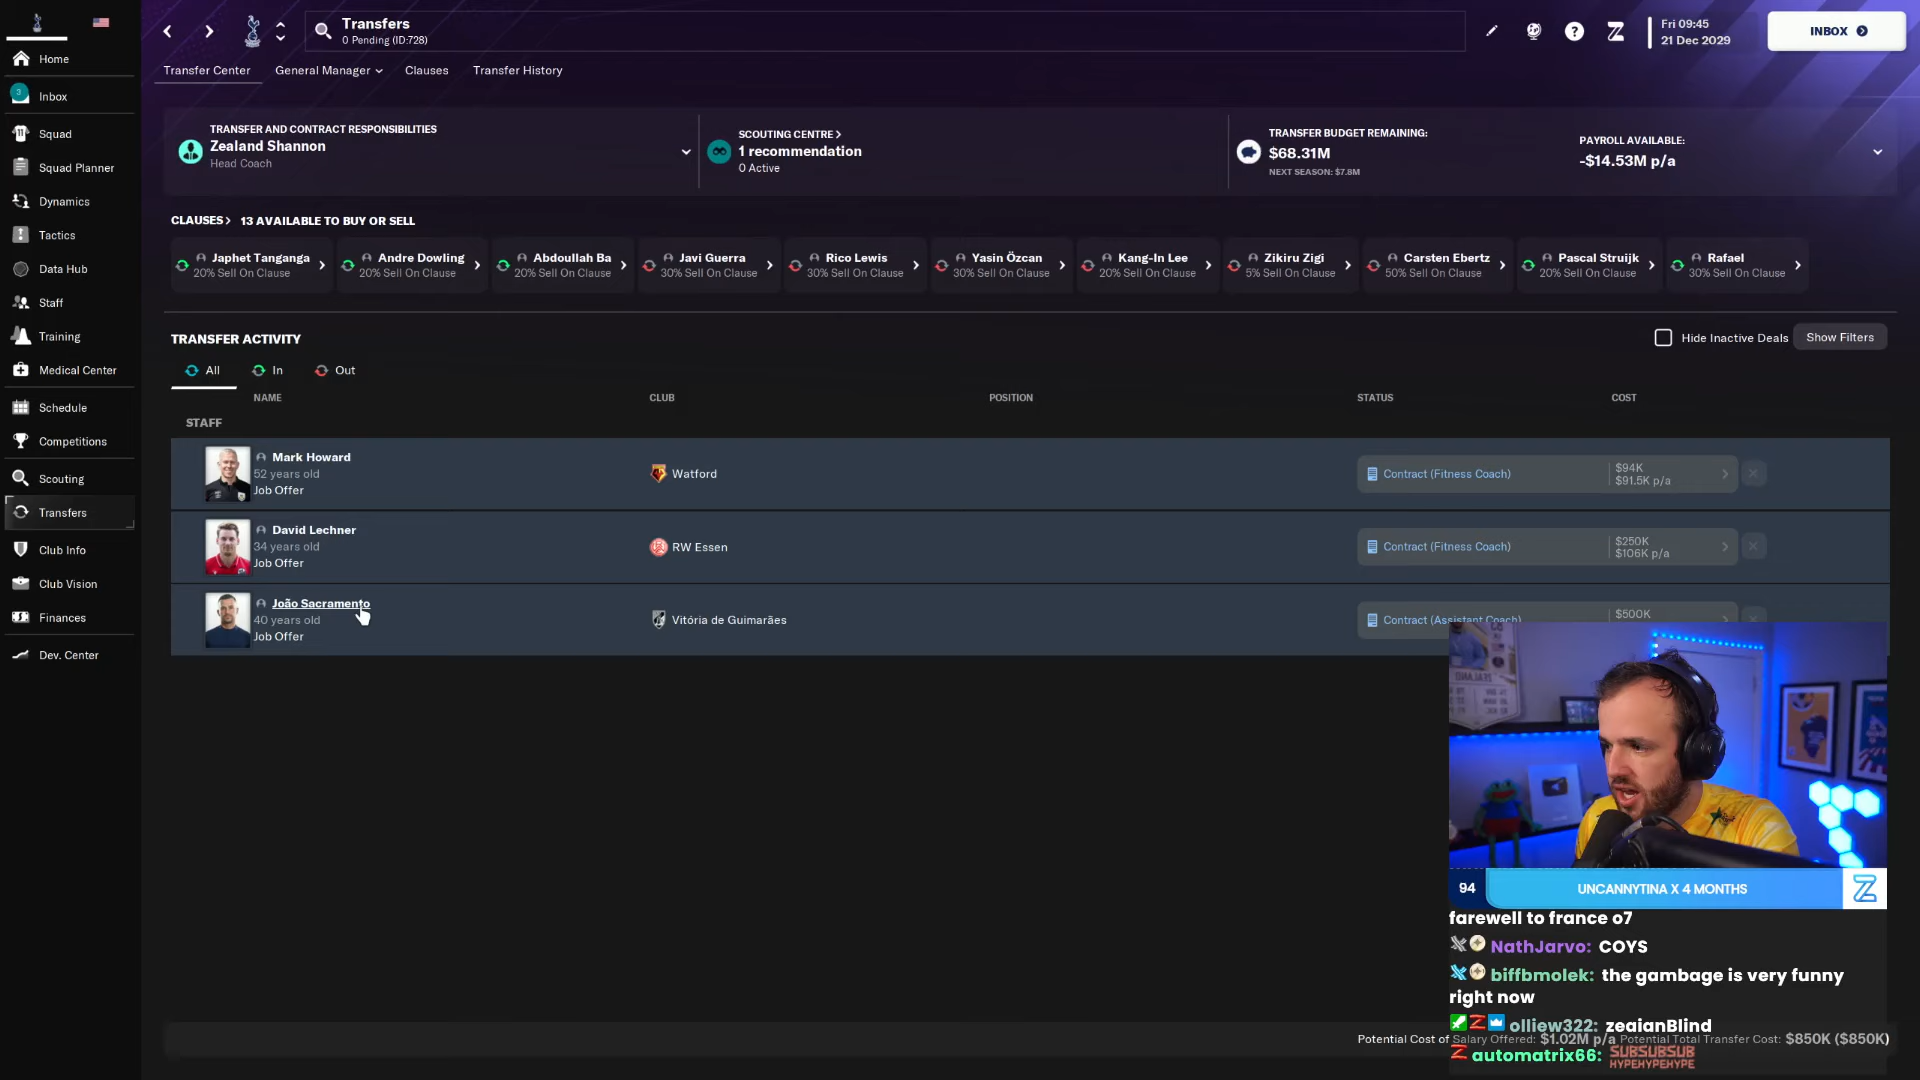 Transfers
0 Pending (ID:728)
Fri 09:45
21 Dec 2029
INBOX
Home
3
Inbox
Squad
Squad Planner
Dynamics
Tactics
Data Hub
Staff
Training
Medical Center
Schedule
Competitions
Scouting
Transfers
Club Info
Club Vision
Finances
Dev. Center
Transfer Center
General Manager
Clauses
Transfer History
TRANSFER AND CONTRACT RESPONSIBILITIES
Zealand Shannon
Head Coach
SCOUTING CENTRE >
1 recommendation
0 Active
TRANSFER BUDGET REMAINING:
$68.31M
NEXT SEASON: $7.8M
PAYROLL AVAILABLE:
-$14.53M p/a
CLAUSES > 13 AVAILABLE TO BUY OR SELL
Japhet Tanganga
20% Sell On Clause
Andre Dowling
20% Sell On Clause
Abdoullah Ba
20% Sell On Clause
Javi Guerra
30% Sell On Clause
Rico Lewis
30% Sell On Clause
Yasin Özcan
30% Sell On Clause
Kang-In Lee
20% Sell On Clause
Zikiru Zigi
5% Sell On Clause
Carsten Ebertz
50% Sell On Clause
Pascal Struijk
20% Sell On Clause
Rafael
30% Sell On Clause
TRANSFER ACTIVITY
Hide Inactive Deals
Show Filters
All
In
Out
NAME CLUB POSITION STATUS COST
STAFF
Mark Howard
52 years old
Job Offer
Watford
Contract (Fitness Coach)
$94K
$91.5K p/a
David Lechner
34 years old
Job Offer
RW Essen
Contract (Fitness Coach)
$250K
$106K p/a
João Sacramento
40 years old
Job Offer
Vitória de Guimarães
Contract (Assistant Coach)
$500K
94
UNCANNYTINA X 4 MONTHS
farewell to france o7
NathJarvo: COYS
biffbmolek: the gambage is very funny
right now
olliew322: zeaianBlind
Potential Cost of Salary Offered: $1.02M p/a Potential Total Transfer Cost: $850K ($850K)
automatrix66: SUBSUBSUB
HYPEHYPEHYPE